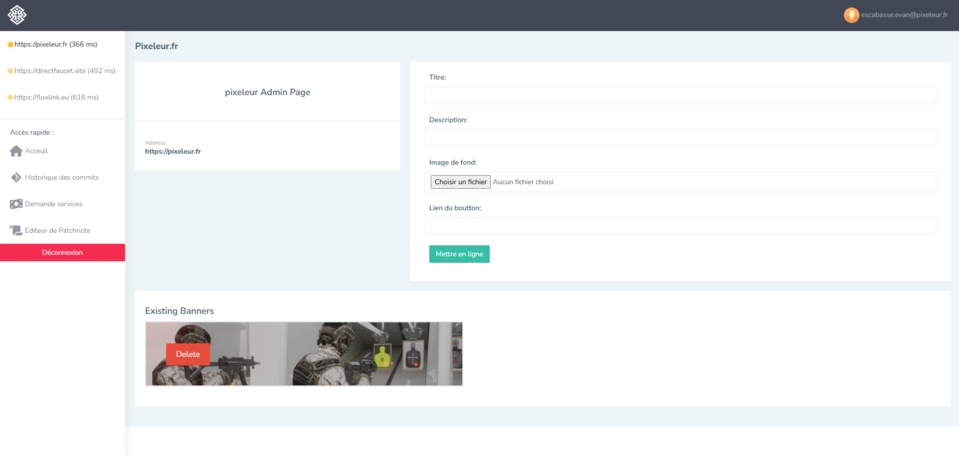 escabasse.evan@pixeleur.fr
https://pixeleur.fr (366 ms)
https://directfaucet.site (492 ms)
https://fluxlink.eu (616 ms)
Accès rapide :
Acceuil
Historique des commits
Demande services
Editeur de Patchnote
Déconnexion
Pixeleur.fr
pixeleur Admin Page
Address
https://pixeleur.fr
Titre:
Description:
Image de fond:
Choisir un fichier Aucun fichier choisi
Lien du boutton:
Mettre en ligne
Existing Banners
Delete